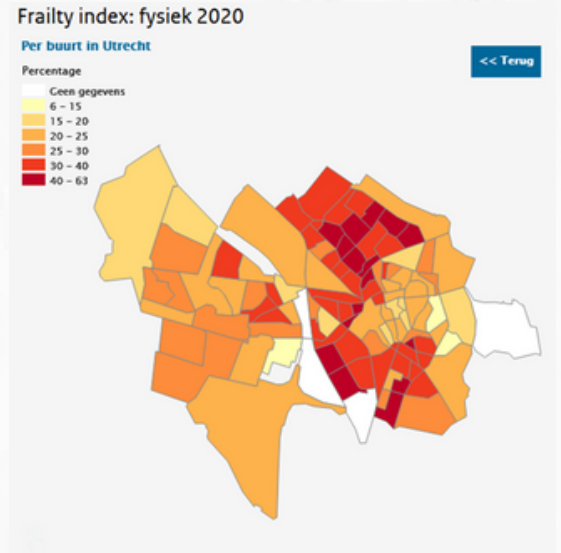 Frailty index: fysiek 2020
Per buurt in Utrecht
<< Terug
Percentage
Geen gegevens
6 - 15
15 - 20
20 - 25
25 - 30
30 - 40
40 - 63